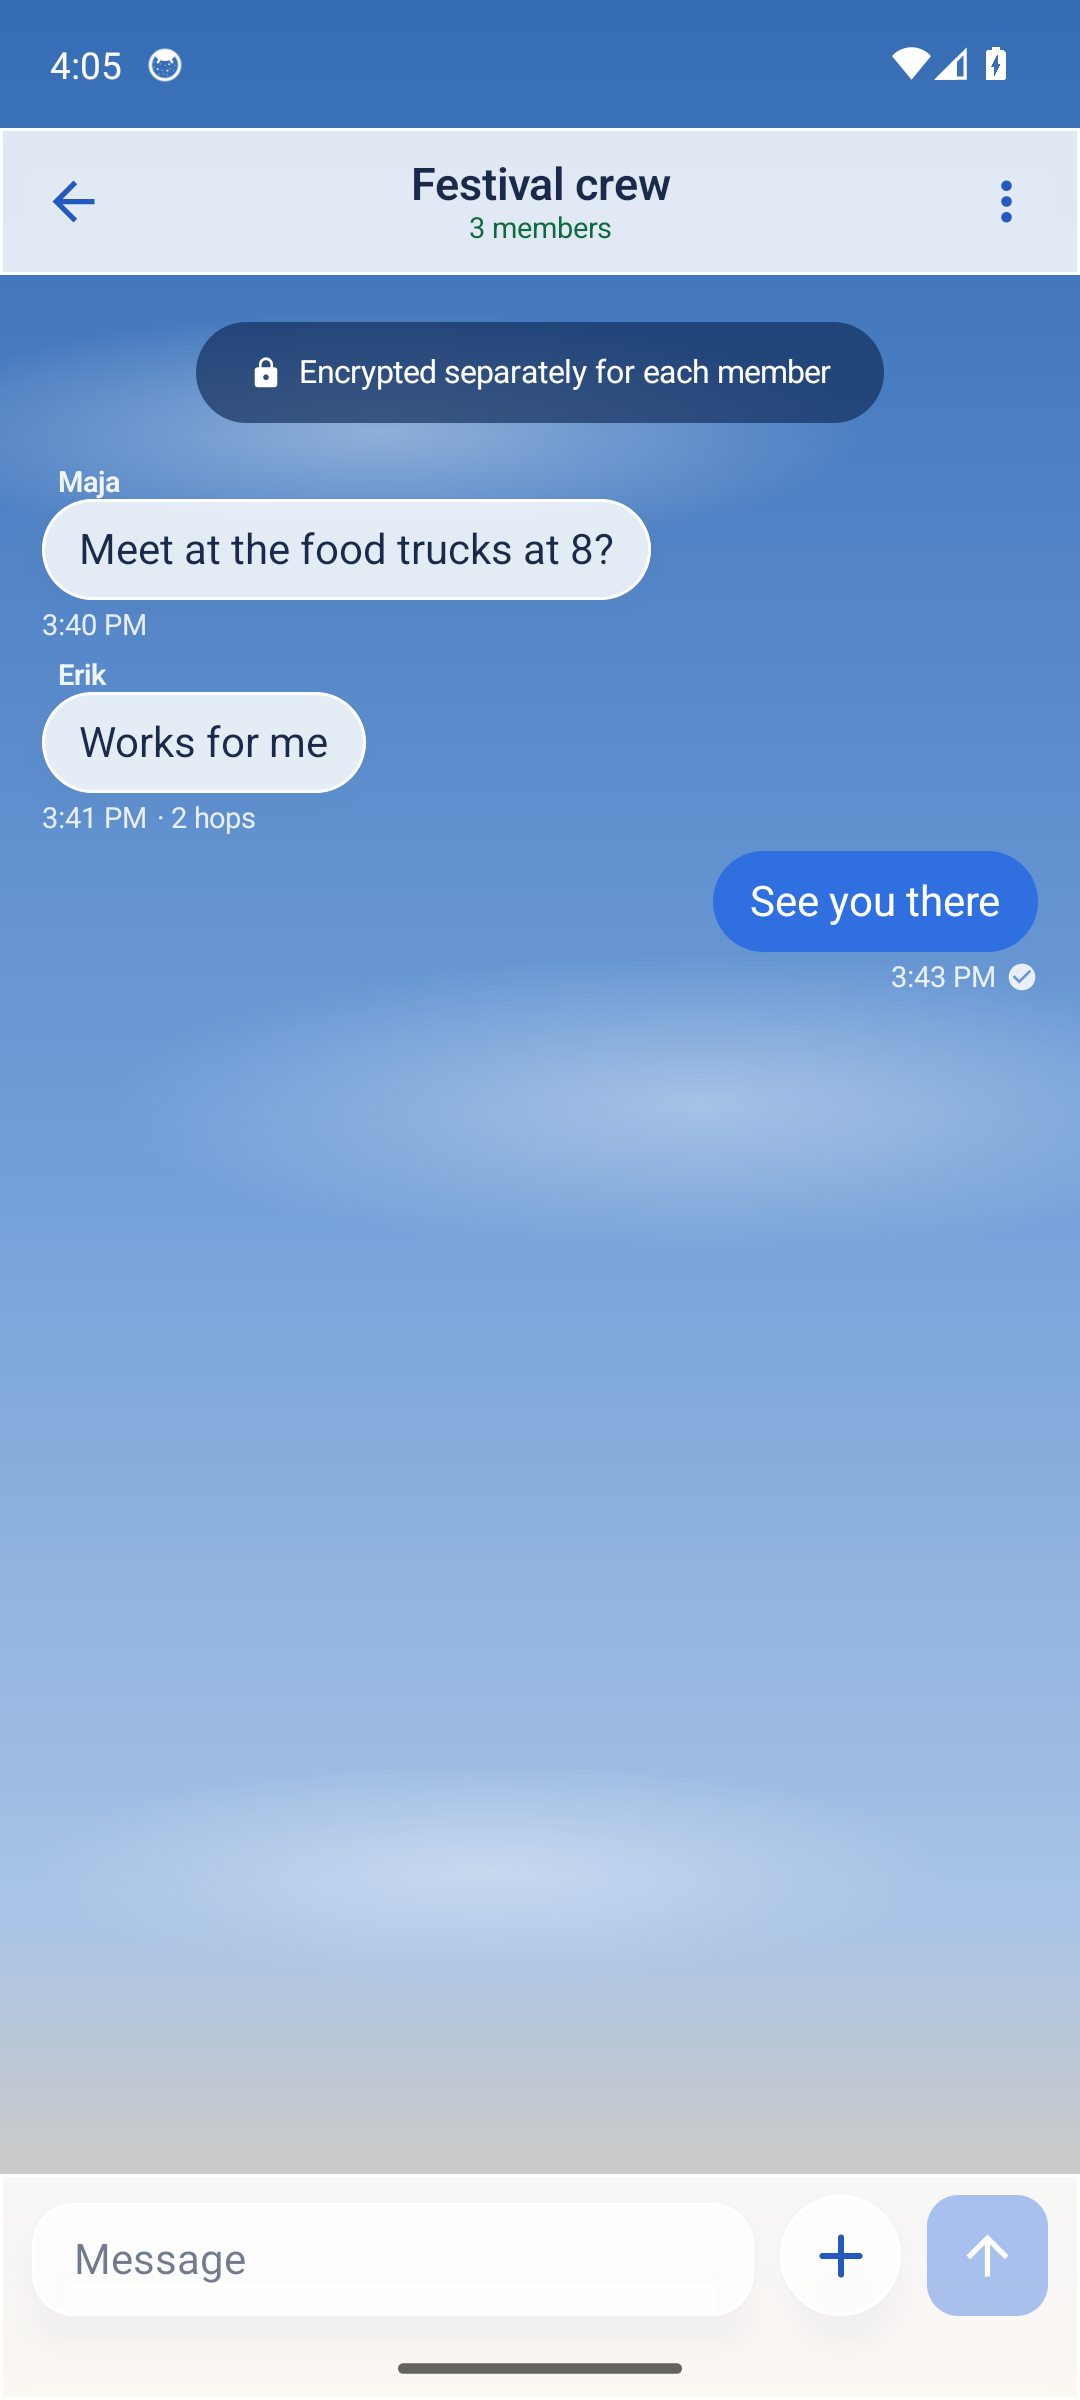 4:05
Festival crew
3 members
Encrypted separately for each member
Maja
Meet at the food trucks at 8?
3:40 PM
Erik
Works for me
3:41 PM · 2 hops
See you there
3:43 PM
Message